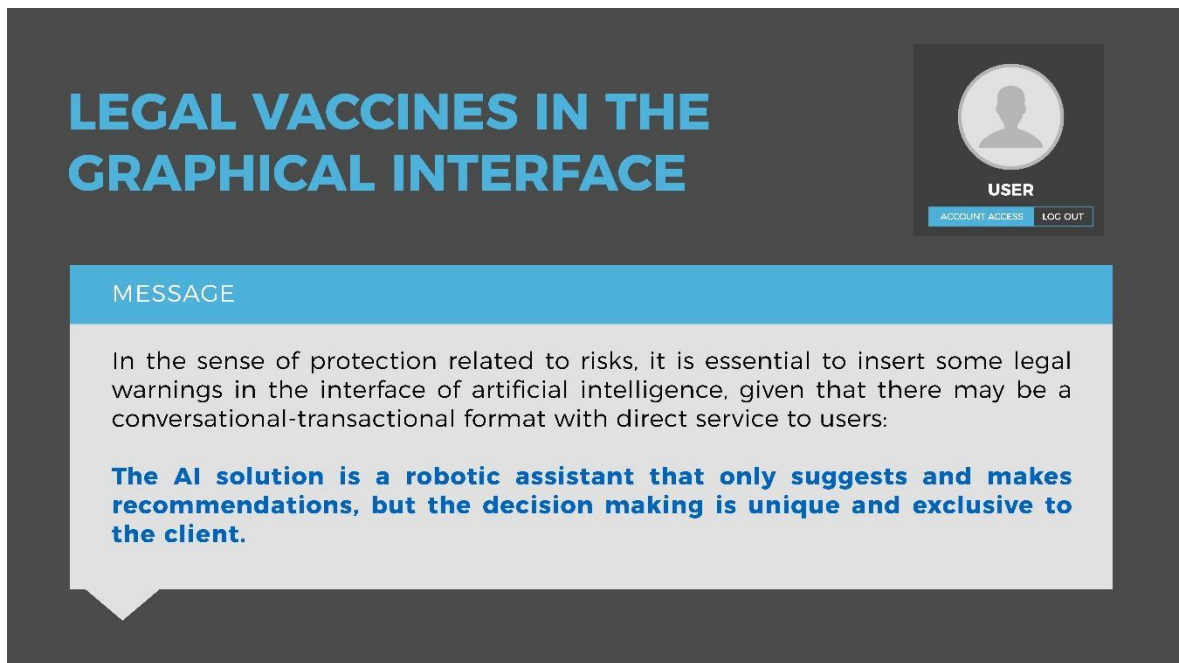 LEGAL VACCINES IN THE
GRAPHICAL INTERFACE
USER
ACCOUNT ACCESS
LOG OUT
MESSAGE
In the sense of protection related to risks, it is essential to insert some legal
warnings in the interface of artificial intelligence, given that there may be a
conversational-transactional format with direct service to users:
The AI solution is a robotic assistant that only suggests and makes
recommendations, but the decision making is unique and exclusive to
the client.